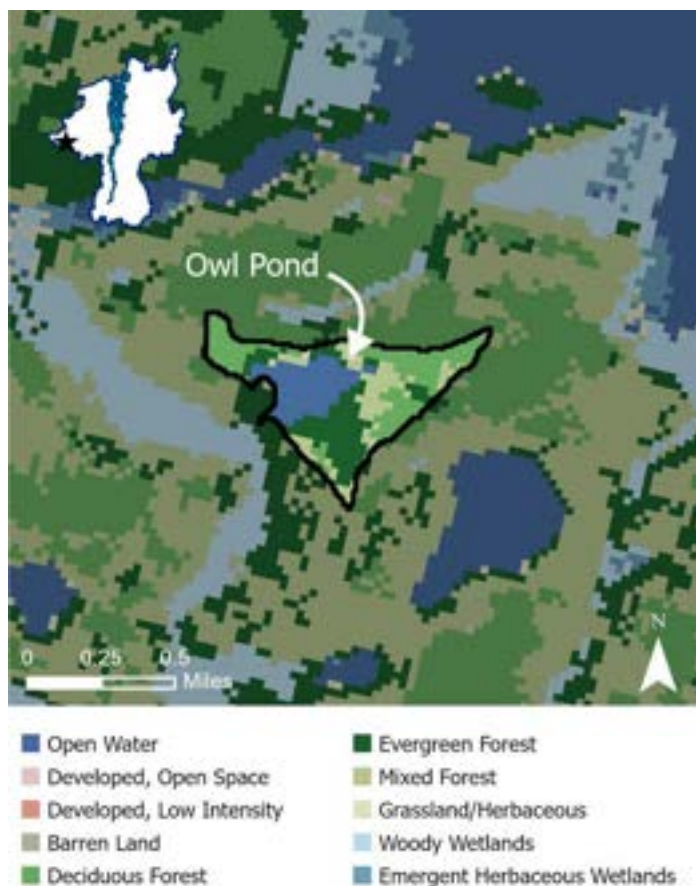 Owl Pond
N
0 0.25 0.5
Miles
Open Water
Developed, Open Space
Developed, Low Intensity
Barren Land
Deciduous Forest
Evergreen Forest
Mixed Forest
Grassland/Herbaceous
Woody Wetlands
Emergent Herbaceous Wetlands